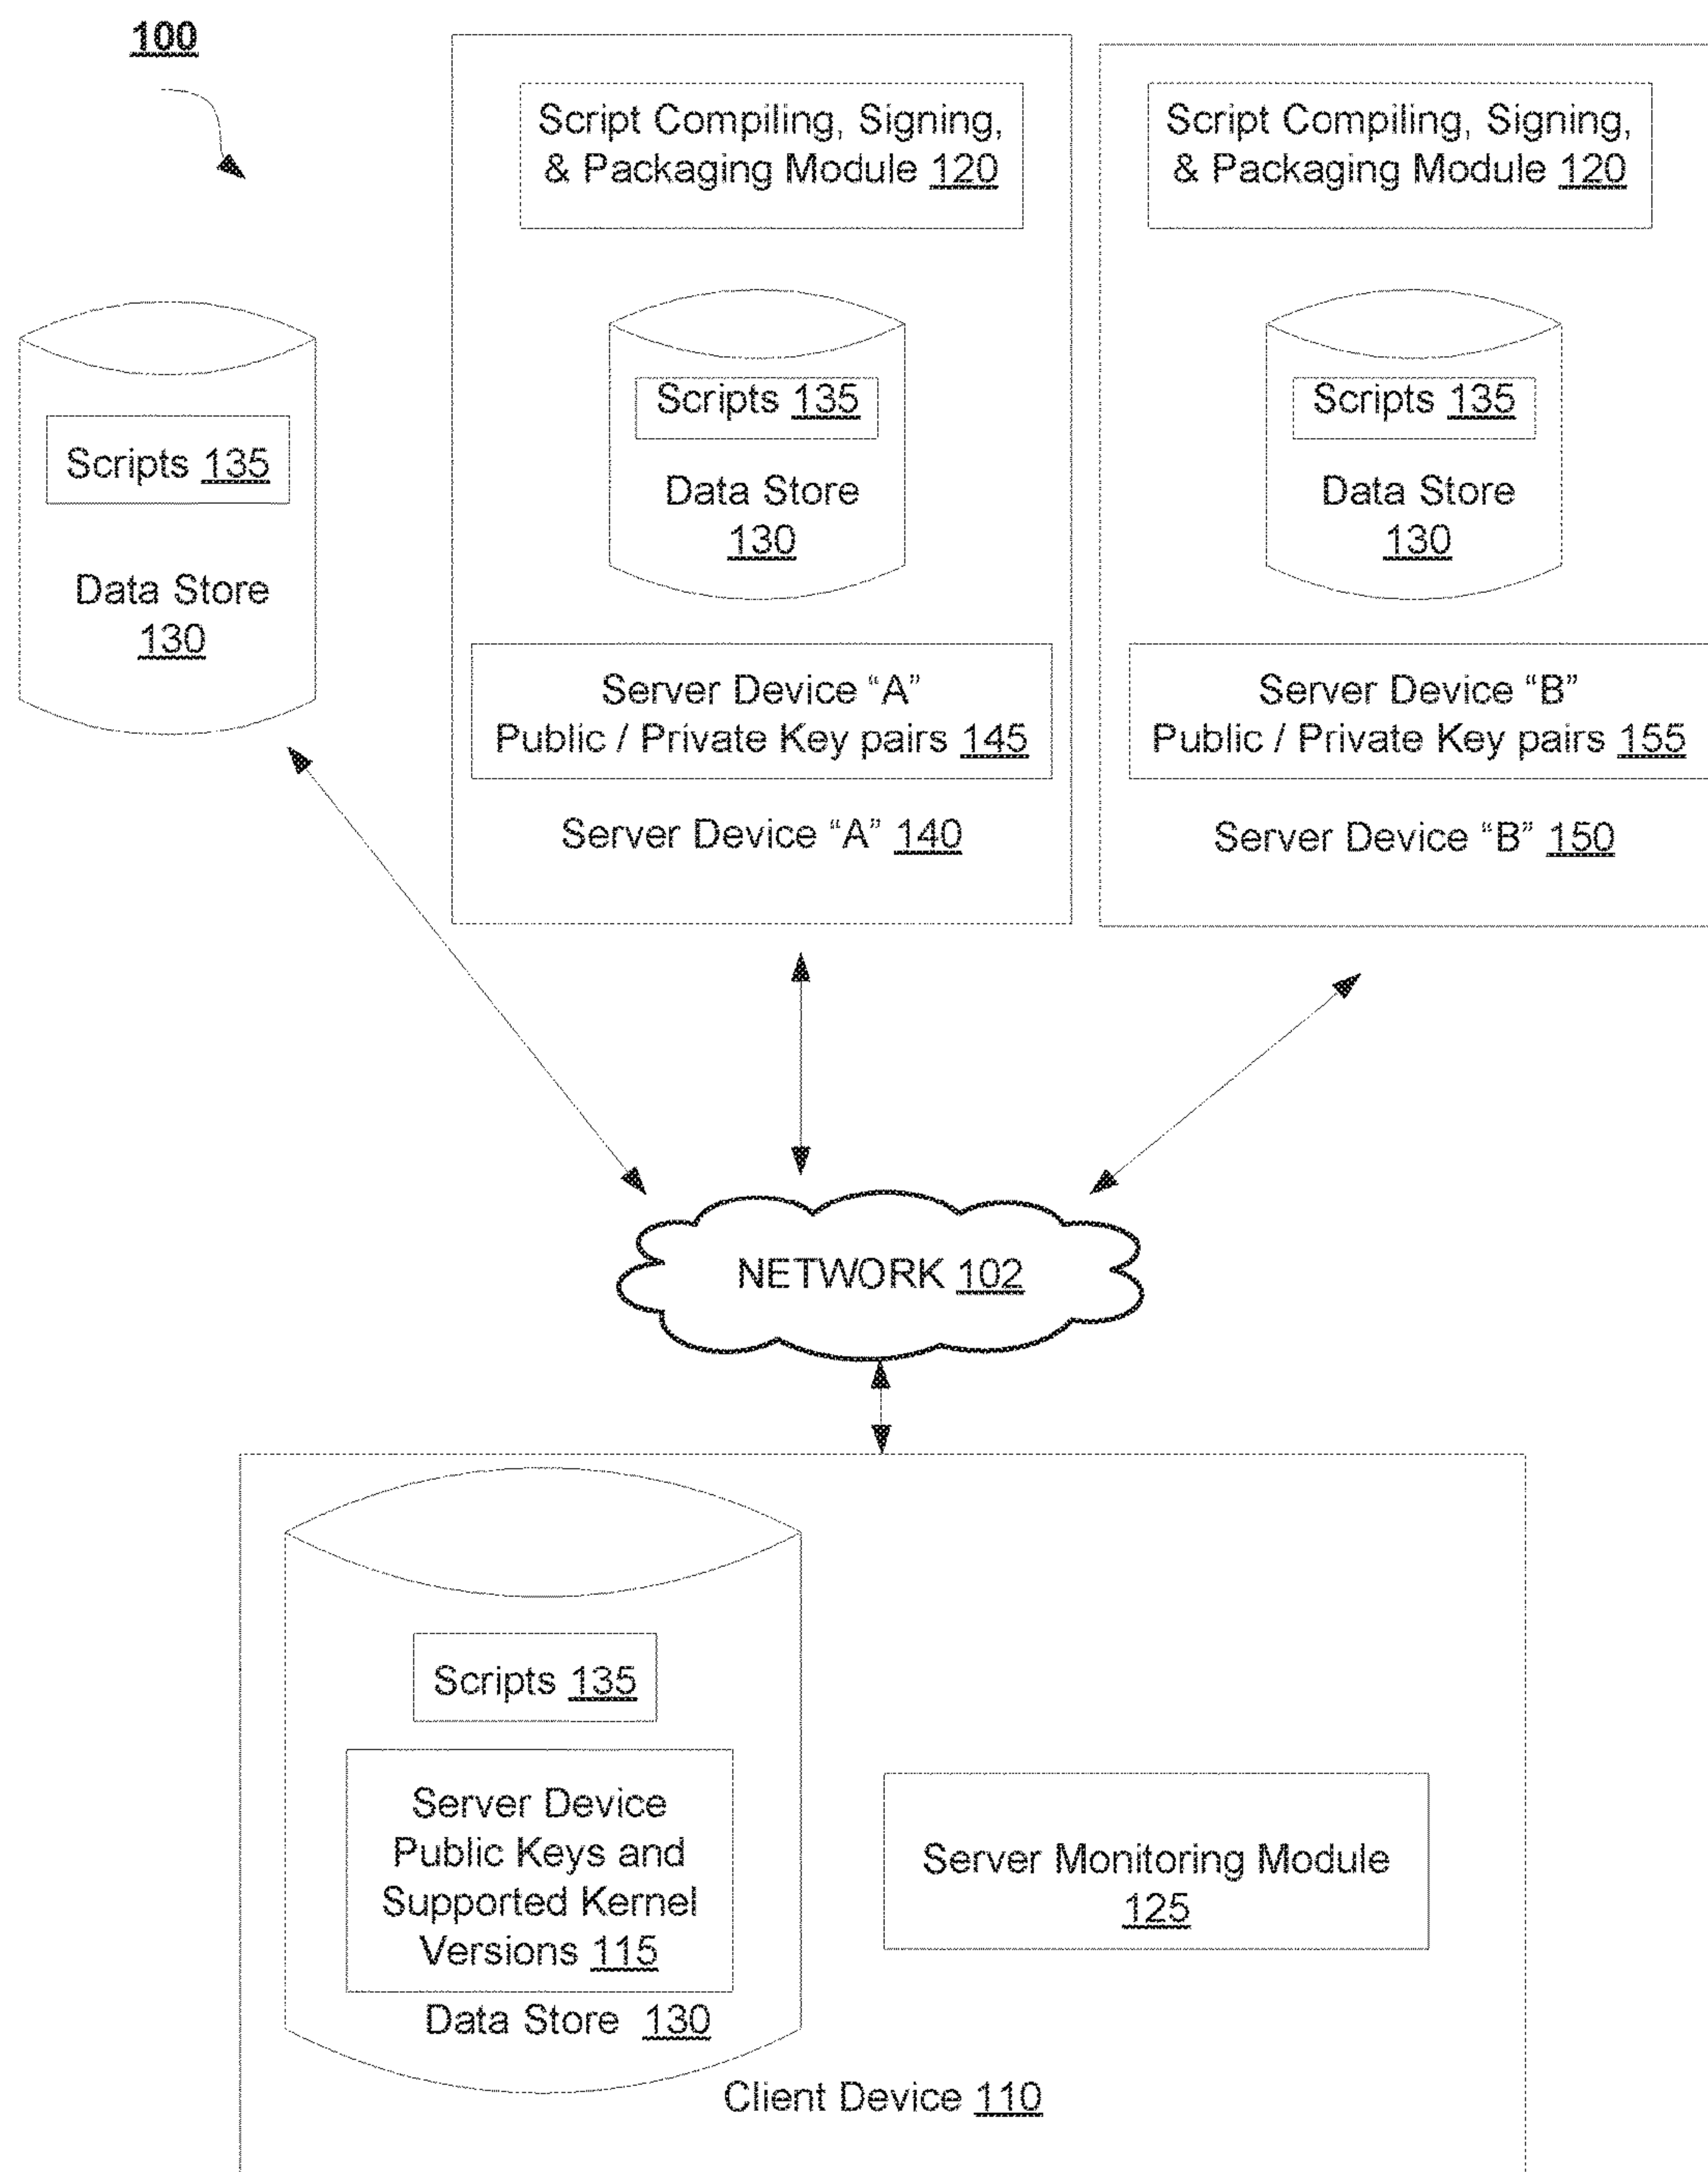 100
Script Compiling, Signing,
& Packaging Module 120
Script Compiling, Signing,
& Packaging Module 120
Scripts 135
Data Store
130
Scripts 135
Data Store
130
Server Device “A”
Public / Private Key pairs 145
Server Device “A” 140
Scripts 135
Data Store
130
Server Device “B”
Public / Private Key pairs 155
Server Device “B” 150
NETWORK 102
Scripts 135
Server Device
Public Keys and
Supported Kernel
Versions 115
Data Store 130
Server Monitoring Module
125
Client Device 110